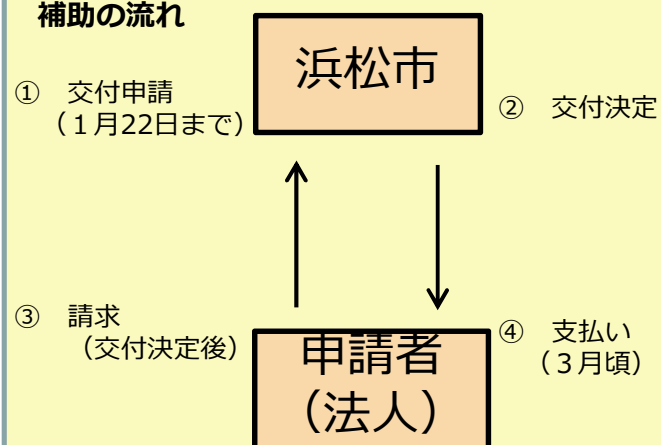 補助の流れ
浜松市
① 交付申請
（１月22日まで）
② 交付決定
③ 請求
（交付決定後）
④ 支払い
（３月頃）
申請者
（法人）